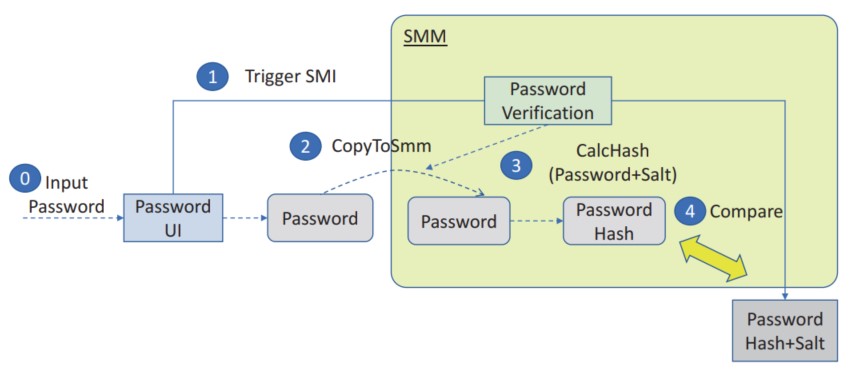 SMM
1 Trigger SMI
Password
Verification
2 CopyToSmm
3 CalcHash
(Password+Salt)
0 Input
Password
Password
UI
Password
Password
Password
Hash
4 Compare
Password
Hash+Salt